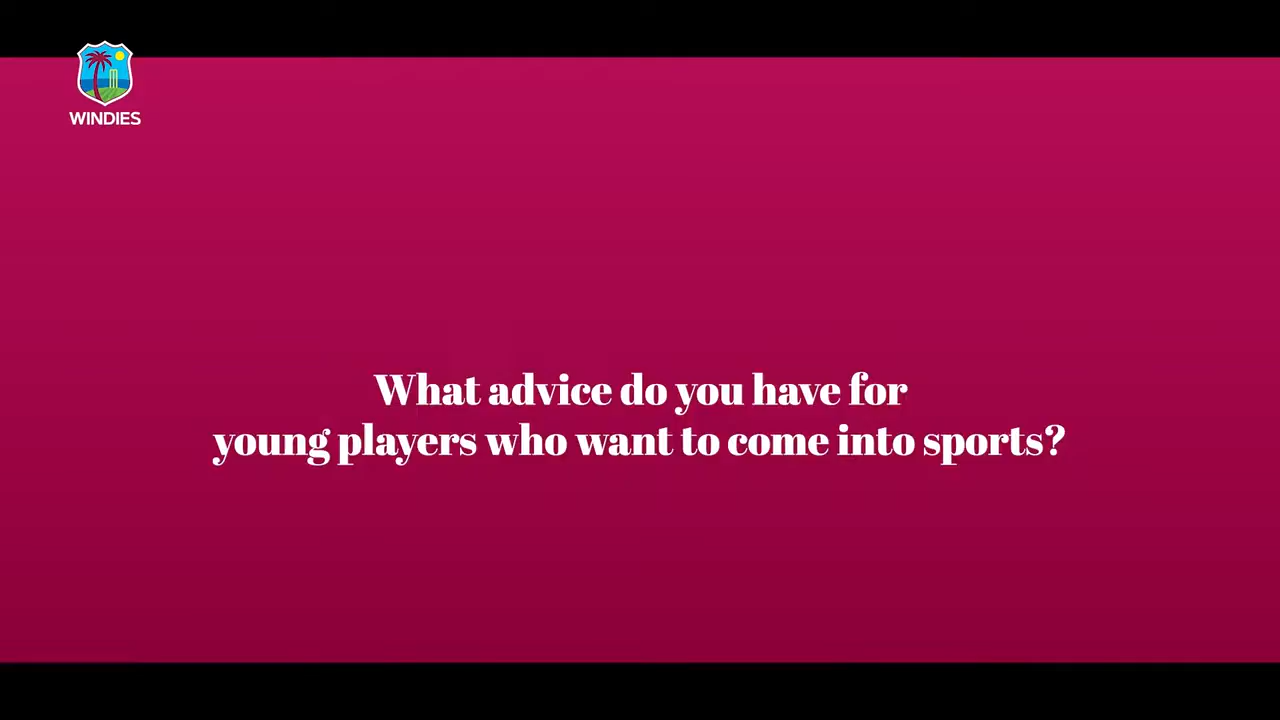 WINDIES
What advice do you have for
young players who want to come into sports?